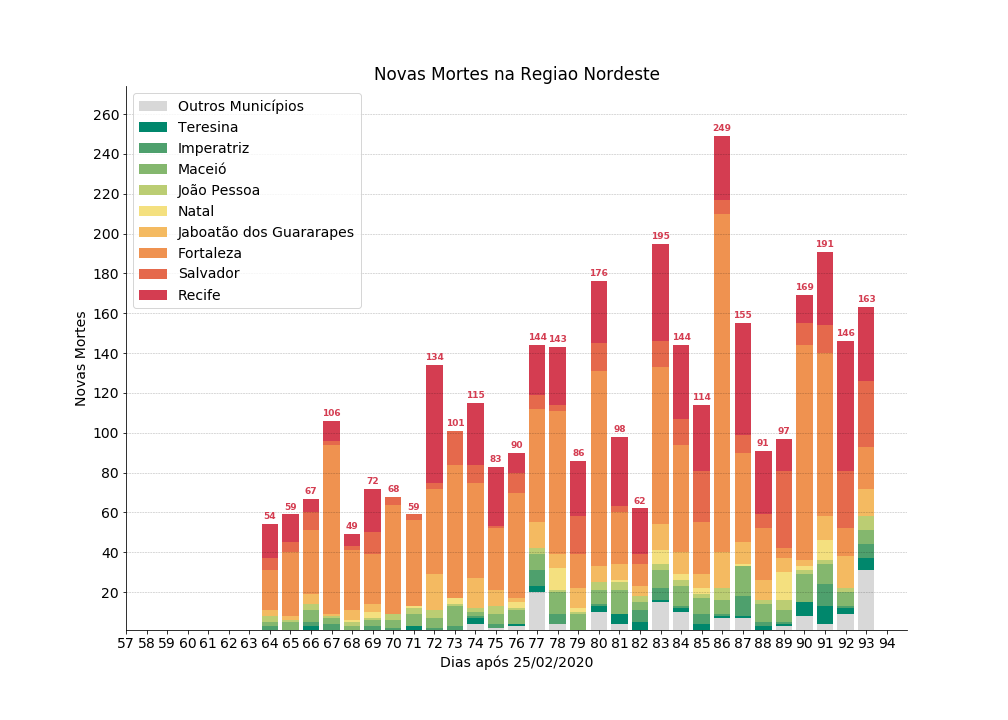 Novas Mortes na Regiao Nordeste
Outros Municípios
Teresina
Imperatriz
Maceió
João Pessoa
Natal
Jaboatão dos Guararapes
Fortaleza
Salvador
Recife
Novas Mortes
260
240
220
200
180
160
140
120
100
80
60
40
20
54 59 67 106 49 72 68 59 134 101 115 83 90 144 143 86 176 98 62 195 144 114 249 155 91 97 169 191 146 163
57 58 59 60 61 62 63 64 65 66 67 68 69 70 71 72 73 74 75 76 77 78 79 80 81 82 83 84 85 86 87 88 89 90 91 92 93 94
Dias após 25/02/2020